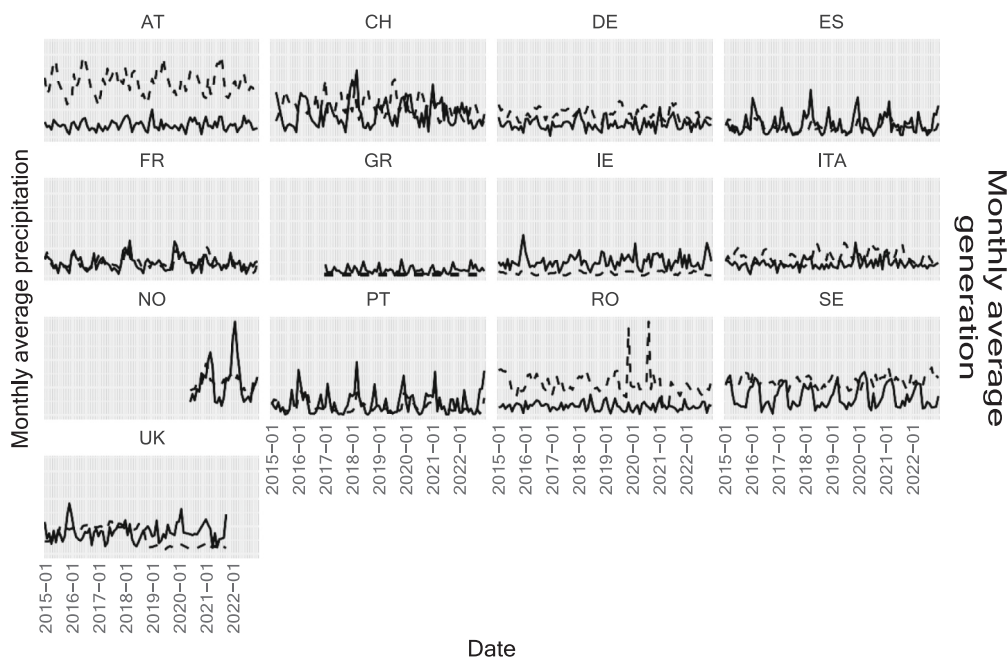 AT
CH
DE
ES
FR
GR
IE
ITA
NO
PT
RO
SE
UK
Monthly average precipitation
Monthly average
generation
2015−01
2016−01
2017−01
2018−01
2019−01
2020−01
2021−01
2022−01
2015−01
2016−01
2017−01
2018−01
2019−01
2020−01
2021−01
2022−01
2015−01
2016−01
2017−01
2018−01
2019−01
2020−01
2021−01
2022−01
2015−01
2016−01
2017−01
2018−01
2019−01
2020−01
2021−01
2022−01
Date